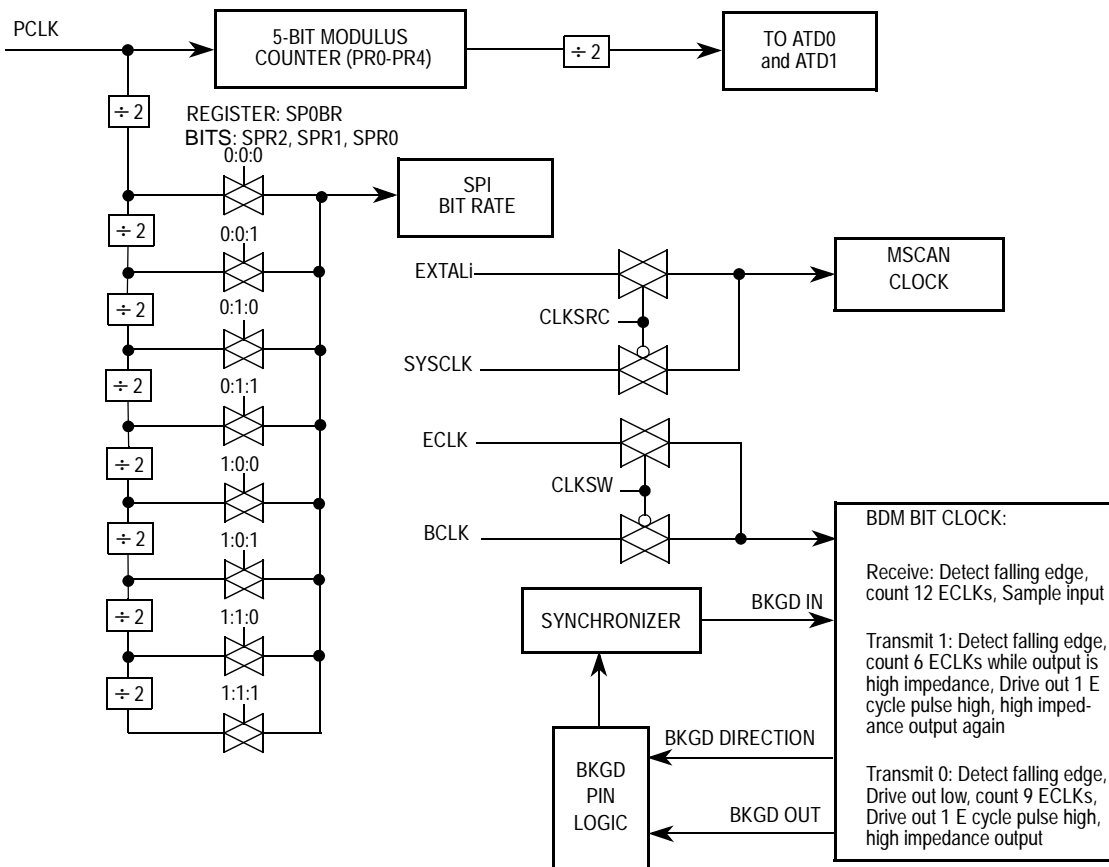 PCLK
5-BIT MODULUS
COUNTER (PR0-PR4)
÷ 2
TO ATD0
and ATD1
÷ 2
REGISTER: SP0BR
BITS: SPR2, SPR1, SPR0
0:0:0
SPI
BIT RATE
÷ 2
0:0:1
÷ 2
0:1:0
÷ 2
0:1:1
÷ 2
1:0:0
÷ 2
1:0:1
÷ 2
1:1:0
÷ 2
1:1:1
EXTALi
CLKSRC
SYSCLK
MSCAN
CLOCK
ECLK
CLKSW
BCLK
BDM BIT CLOCK:
Receive: Detect falling edge,
count 12 ECLKs, Sample input
Transmit 1: Detect falling edge,
count 6 ECLKs while output is
high impedance, Drive out 1 E
cycle pulse high, high imped-
ance output again
Transmit 0: Detect falling edge,
Drive out low, count 9 ECLKs,
Drive out 1 E cycle pulse high,
high impedance output
SYNCHRONIZER
BKGD IN
BKGD DIRECTION
BKGD OUT
BKGD
PIN
LOGIC